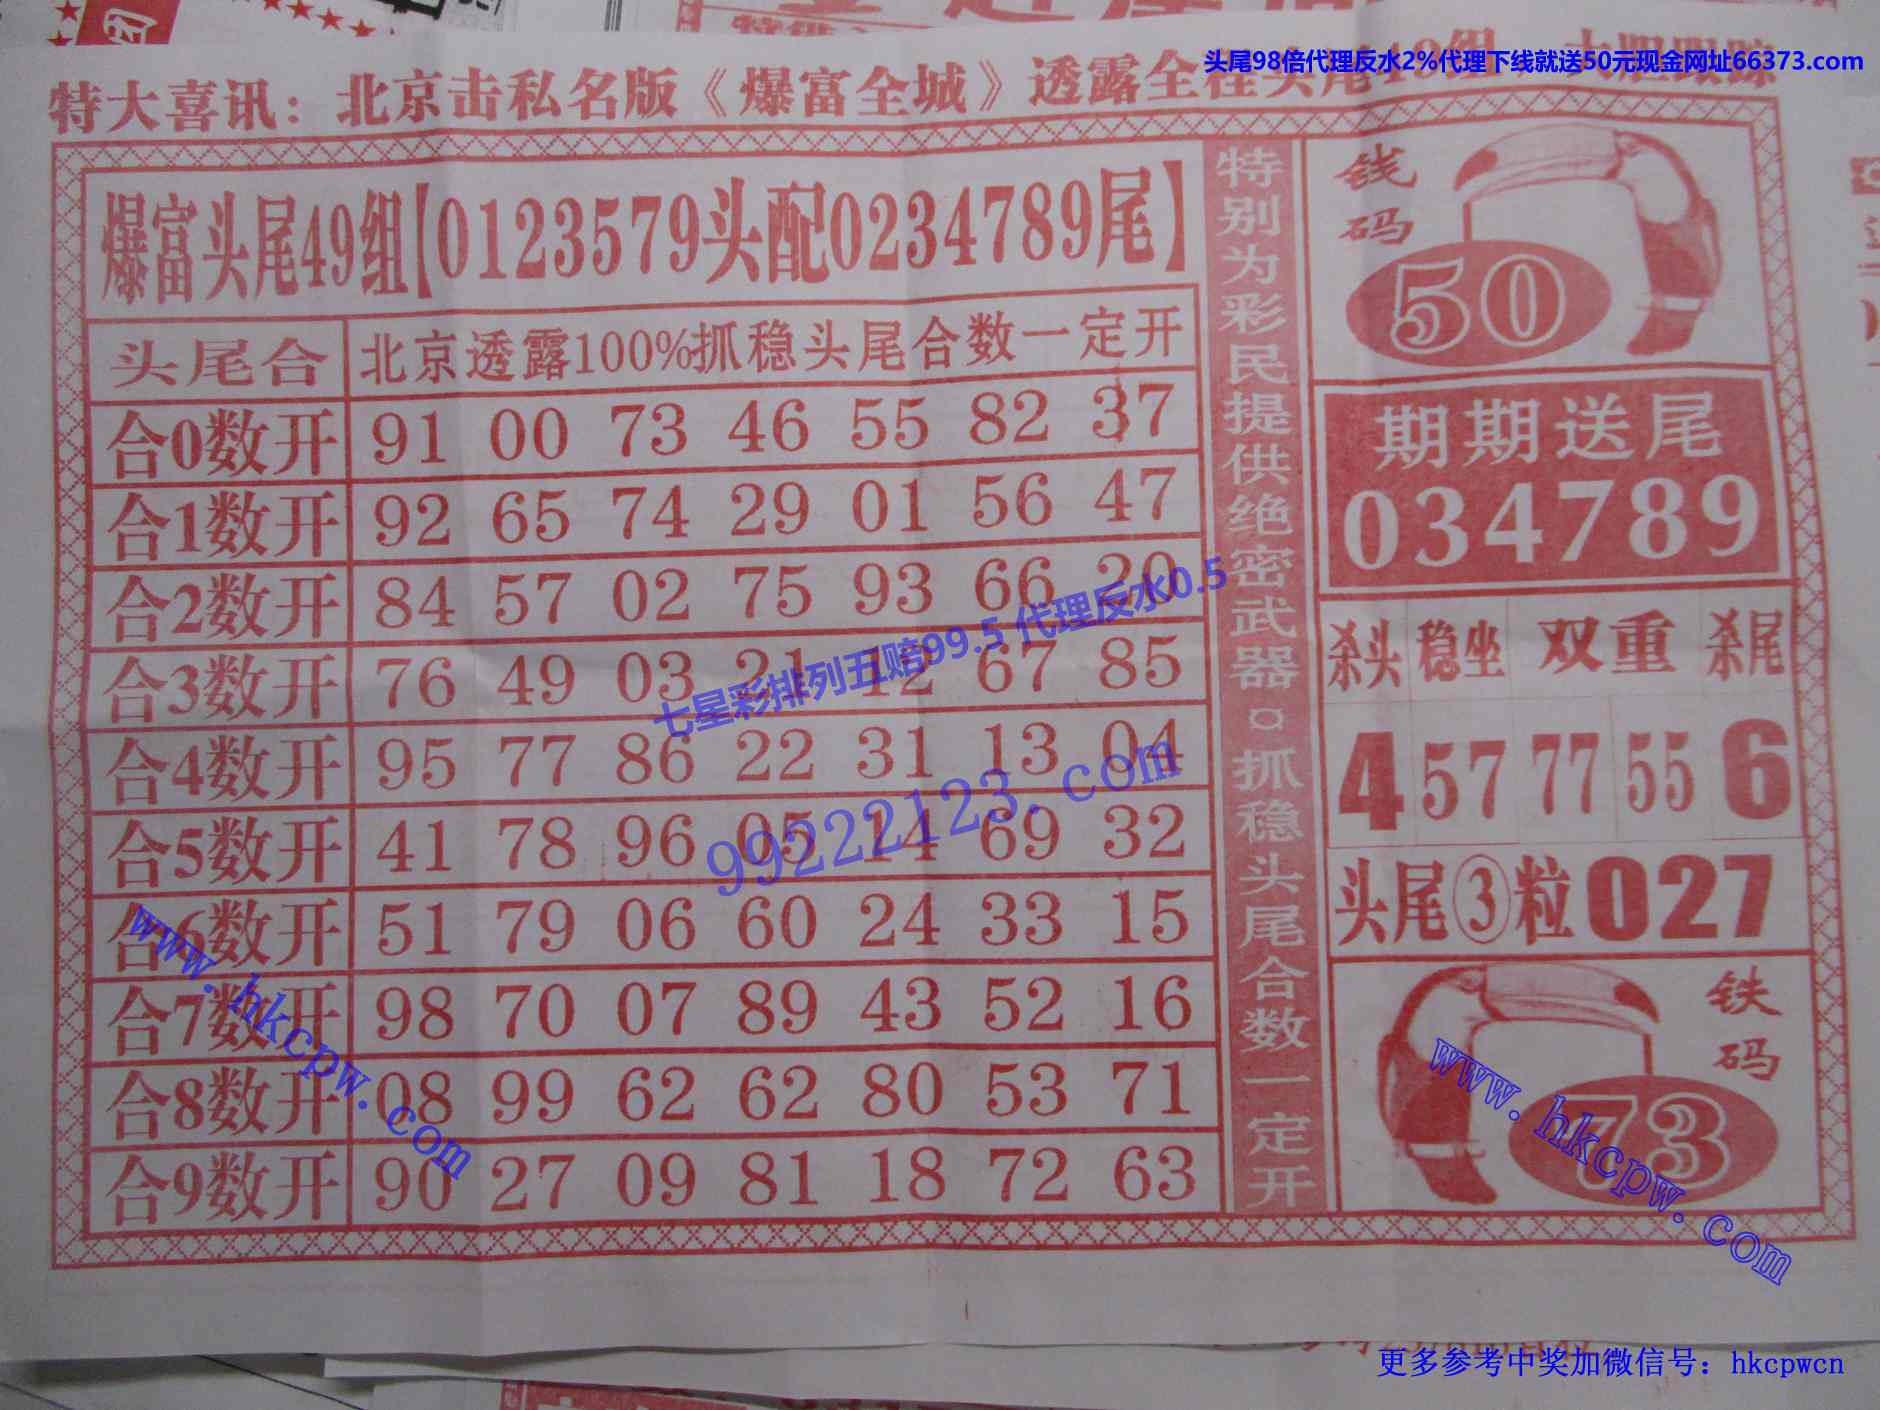 头尾98倍代理反水2%代理下线就送50元现金网址66373.com
特大喜讯：北京击私名版《爆富全城》透露全程头尾49组
爆富头尾49组【0123579头配0234789尾】
头尾合 北京透露100%抓稳头尾合数一定开
合0数开 91 00 73 46 55 82 37
合1数开 92 65 74 29 01 56 47
合2数开 84 57 02 75 93 66 20
合3数开 76 49 03 21 12 67 85
合4数开 95 77 86 22 31 13 04
合5数开 41 78 96 05 14 69 32
合6数开 51 79 06 60 24 33 15
合7数开 98 70 07 89 43 52 16
合8数开 08 99 62 62 80 53 71
合9数开 90 27 09 81 18 72 63
特别为彩民提供绝密武器¤抓稳头尾合数一定开
钱码
50
期期送尾
034789
杀头 稳坐 双重 杀尾
4 57 77 55 6
头尾③粒027
铁码
73
七星彩排列五赔99.5 代理反水0.5
99222123.com
www.hkcpw.com
www.hkcpw.com
更多参考中奖加微信号：hkcpwcn